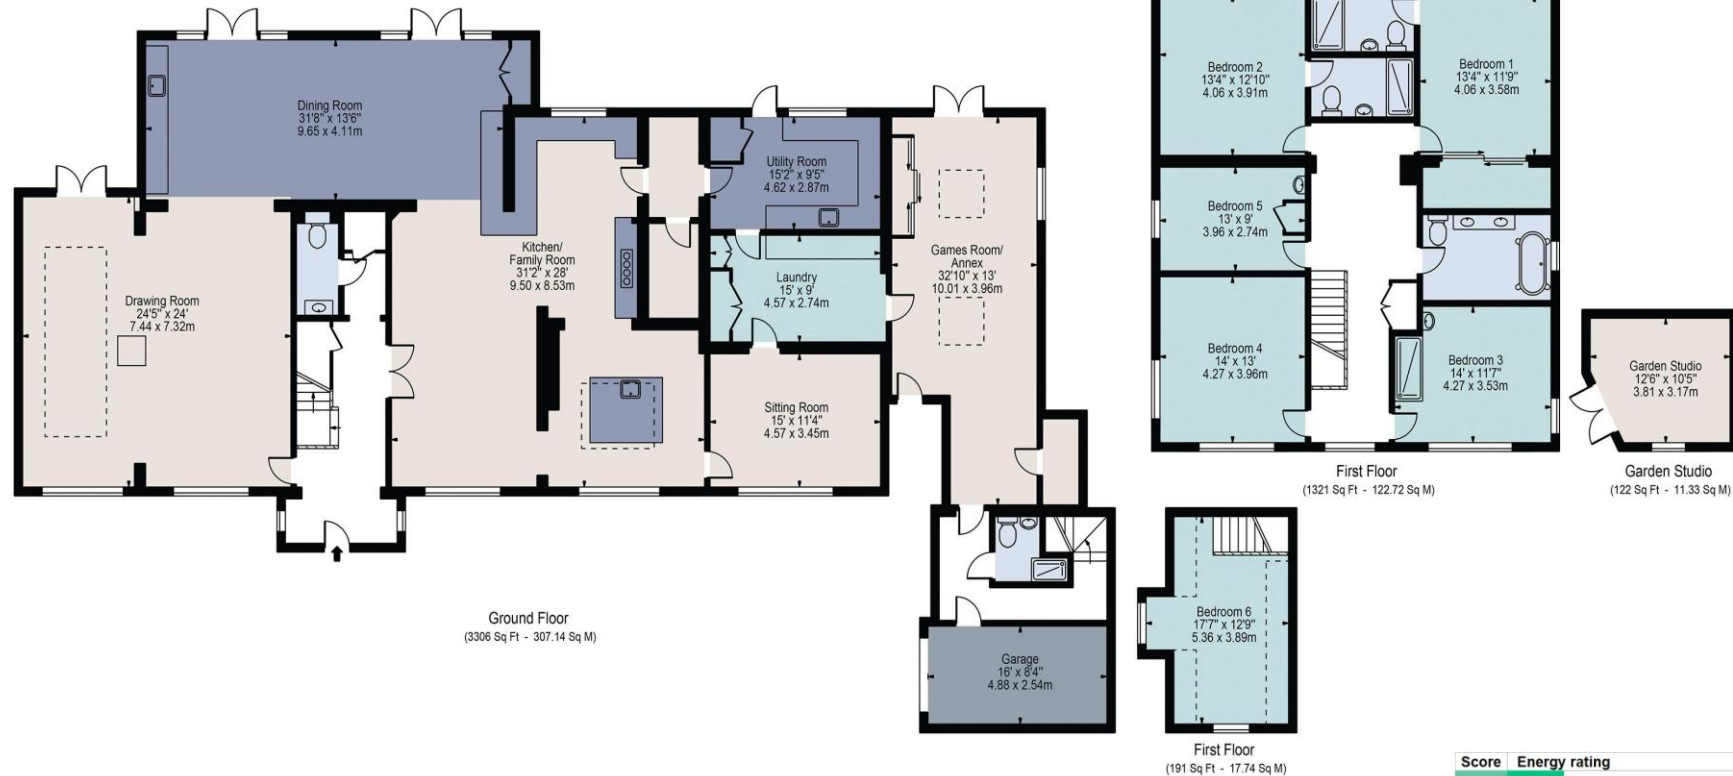 Dining Room
31'8" x 13'6"
9.65 x 4.11m
Kitchen/
Family Room
31'2" x 28'
9.50 x 8.53m
Utility Room
15'2" x 9'5"
4.62 x 2.87m
Laundry
15' x 9'
4.57 x 2.74m
Games Room/
Annex
32'10" x 13'
10.01 x 3.96m
Drawing Room
24'5" x 24'
7.44 x 7.32m
Sitting Room
15' x 11'4"
4.57 x 3.45m
Garage
16' x 8'4"
4.88 x 2.54m
Ground Floor
(3306 Sq Ft - 307.14 Sq M)
Bedroom 2
13'4" x 12'10"
4.06 x 3.91m
Bedroom 1
13'4" x 11'9"
4.06 x 3.58m
Bedroom 5
13' x 9'
3.96 x 2.74m
Bedroom 4
14' x 13'
4.27 x 3.96m
Bedroom 3
14' x 11'7"
4.27 x 3.53m
First Floor
(1321 Sq Ft - 122.72 Sq M)
Garden Studio
12'6" x 10'5"
3.81 x 3.17m
Garden Studio
(122 Sq Ft - 11.33 Sq M)
Bedroom 6
17'7" x 12'9"
5.36 x 3.89m
First Floor
(191 Sq Ft - 17.74 Sq M)
Score Energy rating